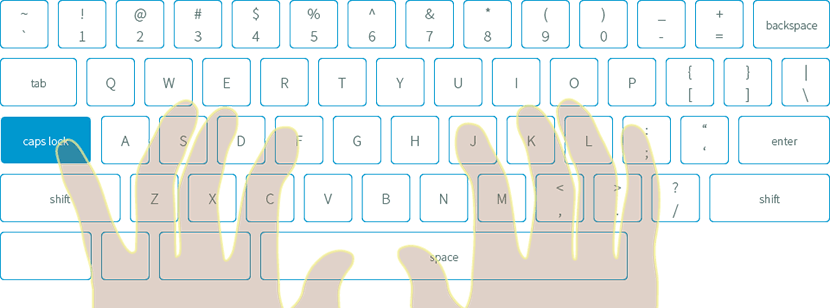 ~ ! @ # $ % ^ & * ( ) _ +
` 1 2 3 4 5 6 7 8 9 0 - = backspace
tab Q W E R T Y U I O P { } |
[ ] \
caps lock A S D F G H J K L : “ enter
; ‘
shift Z X C V B N M < > ? shift
, . /
space